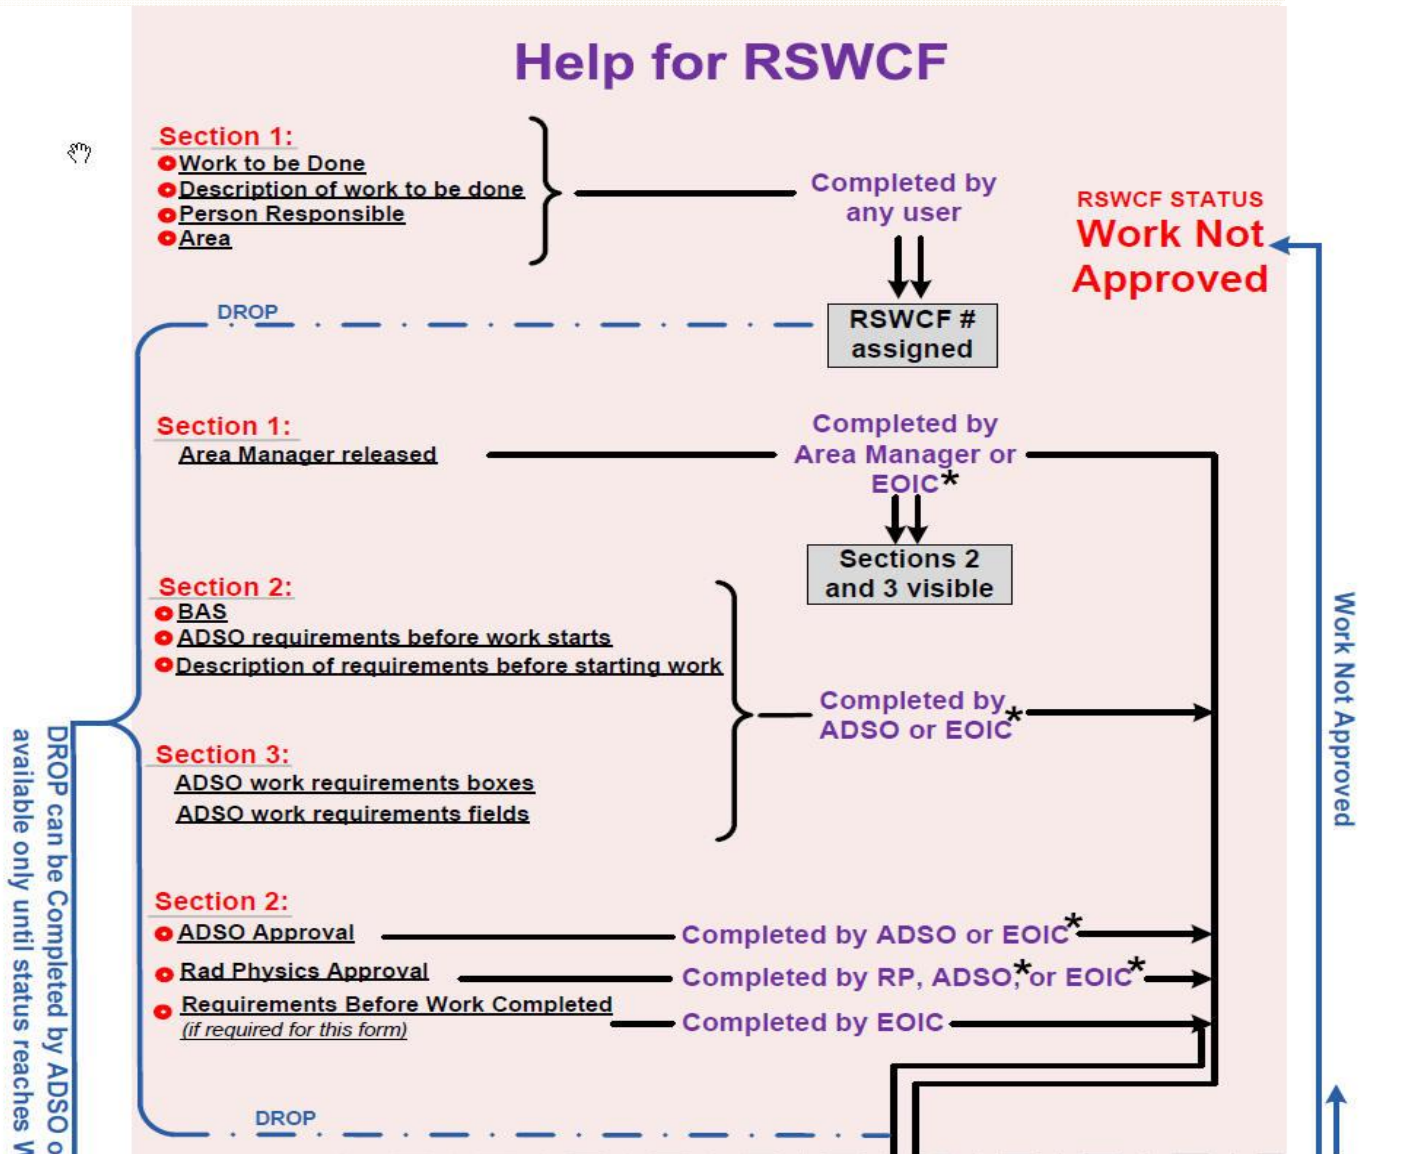 Help for RSWCF
Section 1:
Work to be Done
Description of work to be done
Person Responsible
Area
Completed by
any user
RSWCF STATUS
Work Not
Approved
DROP
RSWCF #
assigned
Section 1:
Area Manager released
Completed by
Area Manager or
EOIC*
Sections 2
and 3 visible
Section 2:
BAS
ADSO requirements before work starts
Description of requirements before starting work
Completed by
ADSO or EOIC*
Section 3:
ADSO work requirements boxes
ADSO work requirements fields
Section 2:
ADSO Approval
Completed by ADSO or EOIC*
Rad Physics Approval
Completed by RP, ADSO,* or EOIC*
Requirements Before Work Completed
(if required for this form)
Completed by EOIC
DROP
DROP can be Completed by ADSO
available only until status reaches
Work Not Approved